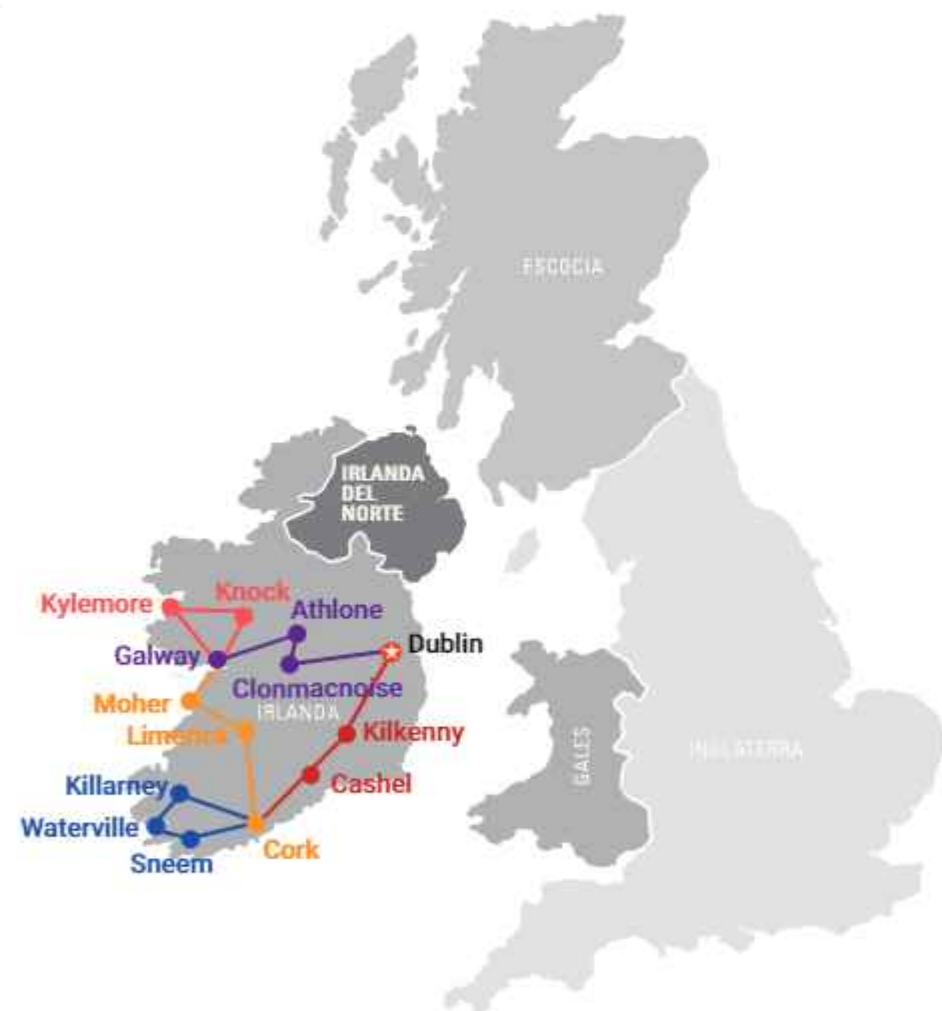 ESCOCIA
IRLANDA
DEL
NORTE
Kylemore
Knock
Athlone
Galway
Dublin
Clonmacnoise
Moher
IRLANDA
Limerick
Kilkenny
GALES
INGLATERRA
Killarney
Cashel
Waterville
Sneem
Cork